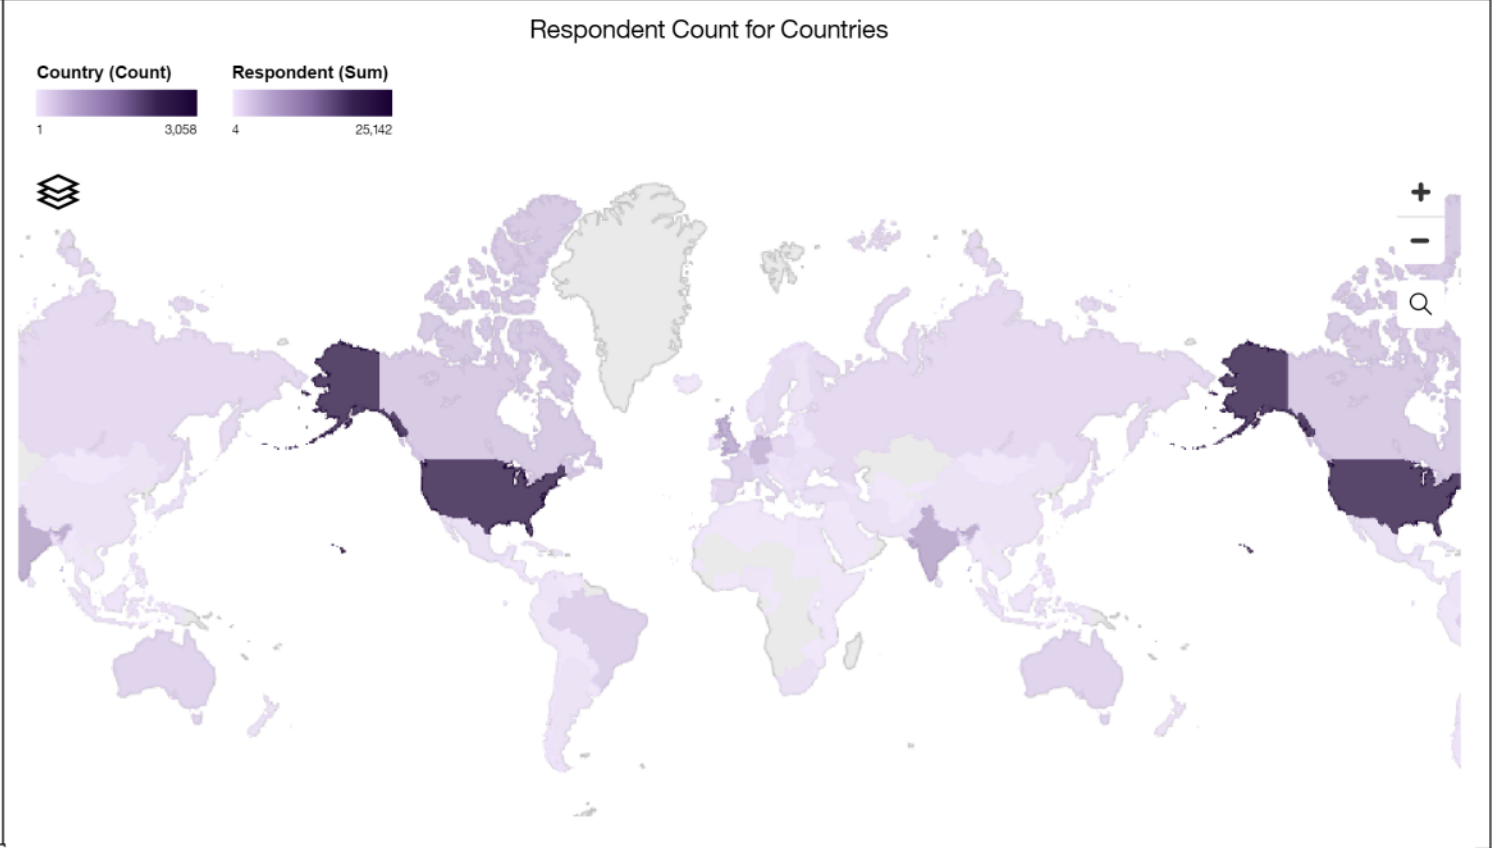 Respondent Count for Countries
Country (Count) Respondent (Sum)
1 3,058 4 25,142